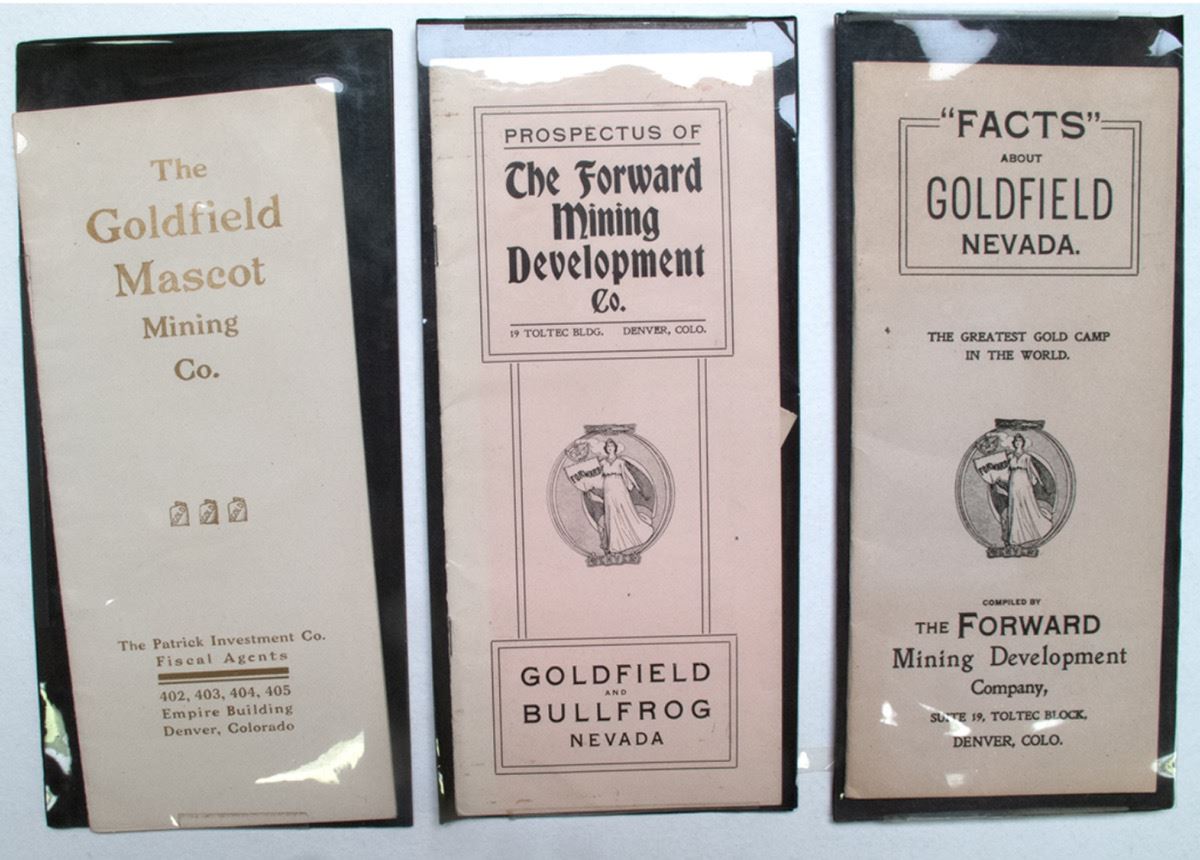 The
Goldfield
Mascot
Mining
Co.
The Patrick Investment Co.
Fiscal Agents
402, 403, 404, 405
Empire Building
Denver, Colorado
PROSPECTUS OF
The Forward
Mining
Development
Co.
19 TOLTEC BLDG. DENVER, COLO.
GOLDFIELD
AND
BULLFROG
NEVADA
"FACTS"
ABOUT
GOLDFIELD
NEVADA.
THE GREATEST GOLD CAMP
IN THE WORLD.
COMPILED BY
THE FORWARD
Mining Development
Company,
SUITE 19, TOLTEC BLOCK,
DENVER, COLO.